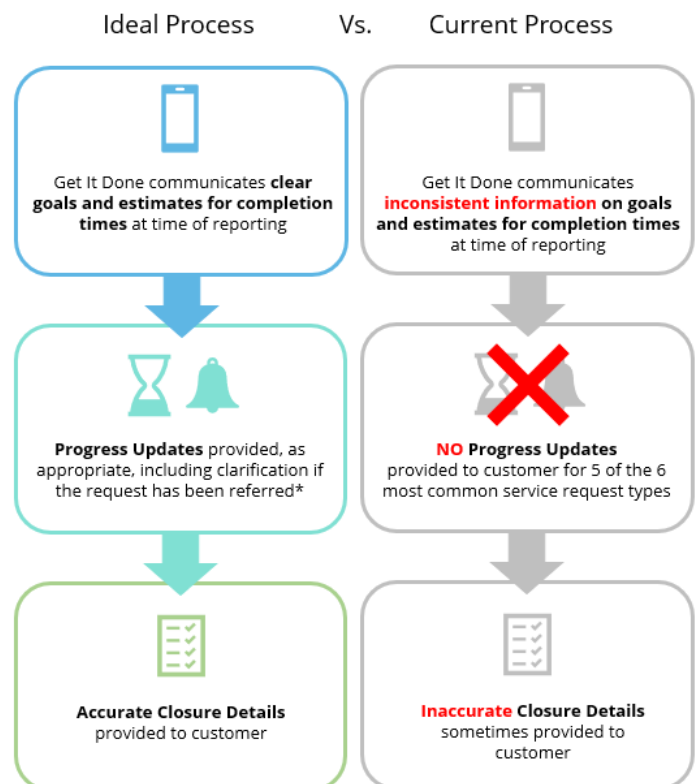 Ideal Process Vs. Current Process
Get It Done communicates clear
goals and estimates for completion
times at time of reporting
Get It Done communicates
inconsistent information on goals
and estimates for completion times
at time of reporting
Progress Updates provided, as
appropriate, including clarification if
the request has been referred*
NO Progress Updates
provided to customer for 5 of the 6
most common service request types
Accurate Closure Details
provided to customer
Inaccurate Closure Details
sometimes provided to
customer